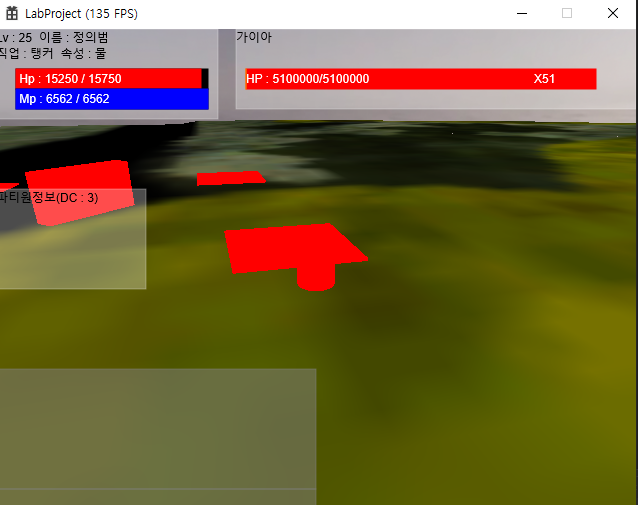 LabProject (135 FPS)
Lv : 25 이름 : 정의범
직업 : 탱커 속성 : 물
Hp : 15250 / 15750
Mp : 6562 / 6562
가이아
HP : 5100000/5100000 X51
파티원정보(DC : 3)